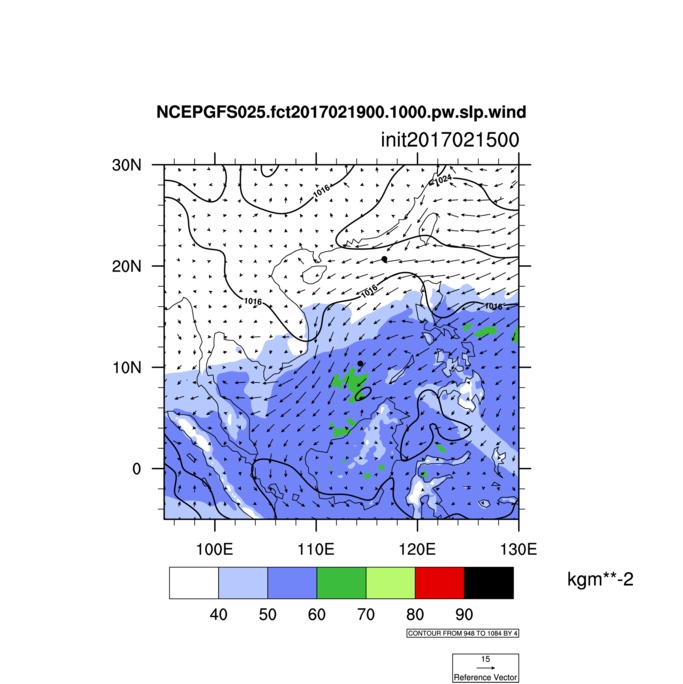 NCEPGFS025.fct2017021900.1000.pw.slp.wind
init2017021500
30N
20N
10N
0
1016
1024
1016
1016
1016
100E 110E 120E 130E
kgm**-2
40 50 60 70 80 90
CONTOUR FROM 948 TO 1084 BY 4
15
Reference Vector